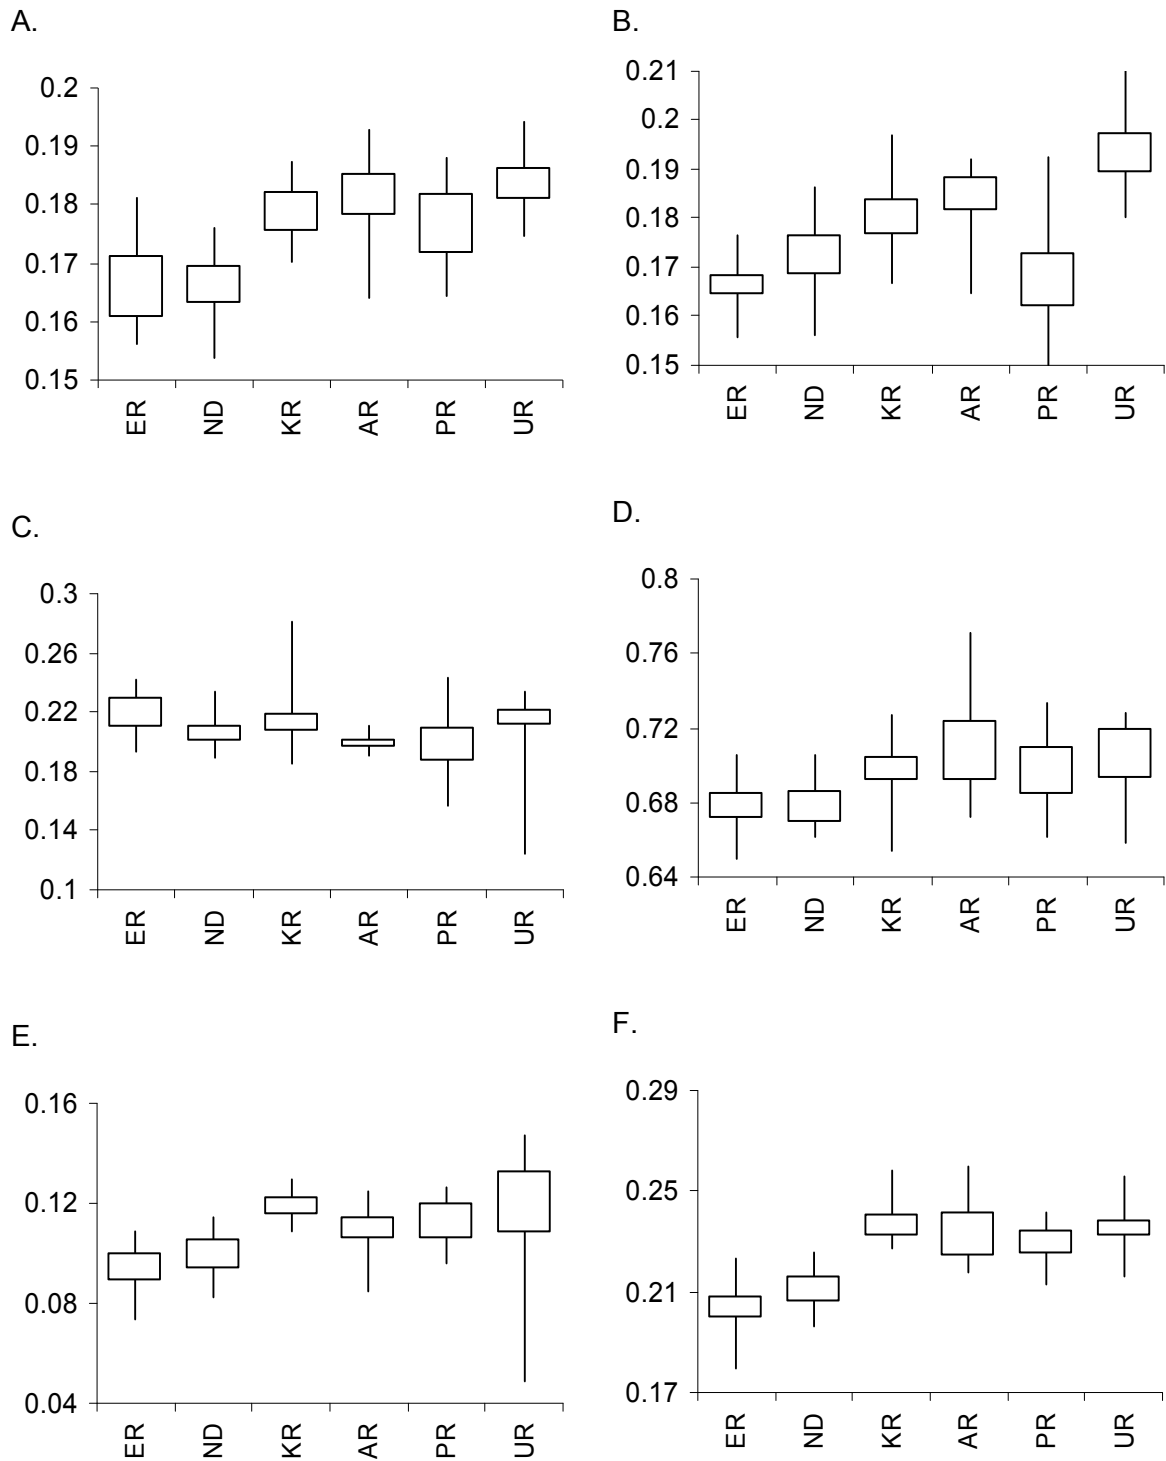 A.
0.2
0.19
0.18
0.17
0.16
0.15
ER ND KR AR PR UR
B.
0.21
0.2
0.19
0.18
0.17
0.16
0.15
ER ND KR AR PR UR
C.
0.3
0.26
0.22
0.18
0.14
0.1
ER ND KR AR PR UR
D.
0.8
0.76
0.72
0.68
0.64
ER ND KR AR PR UR
E.
0.16
0.12
0.08
0.04
ER ND KR AR PR UR
F.
0.29
0.25
0.21
0.17
ER ND KR AR PR UR